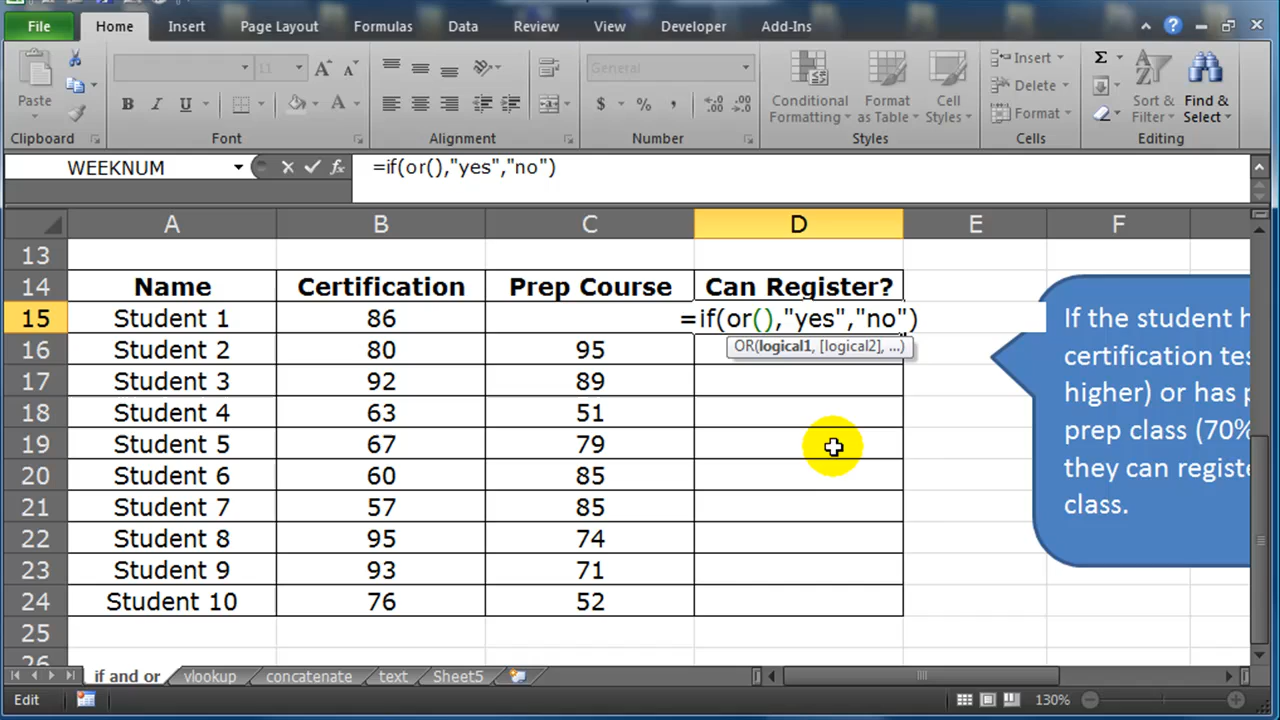 File Home Insert Page Layout Formulas Data Review View Developer Add-Ins
11 A A General
Paste B I U A $ % , .00 .0 Conditional Formatting Format as Table Cell Styles Insert Delete Format Σ Sort & Filter Find & Select
Clipboard Font Alignment Number Styles Cells Editing
WEEKNUM fx =if(or(),"yes","no")
A B C D E F
13
14 Name Certification Prep Course Can Register?
15 Student 1 86 =if(or(),"yes","no")
OR(logical1, [logical2], ...)
16 Student 2 80 95
17 Student 3 92 89
18 Student 4 63 51
19 Student 5 67 79
20 Student 6 60 85
21 Student 7 57 85
22 Student 8 95 74
23 Student 9 93 71
24 Student 10 76 52
25
26
If the student
certification
higher) or has
prep class (70%
they can
class.
if and or vlookup concatenate text Sheet5
Edit 130%